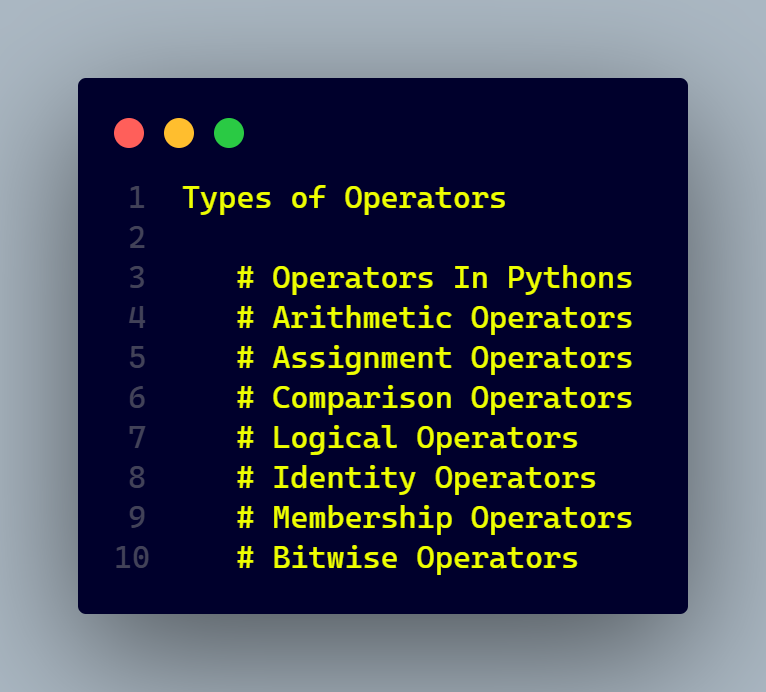 1 Types of Operators
2
3 # Operators In Pythons
4 # Arithmetic Operators
5 # Assignment Operators
6 # Comparison Operators
7 # Logical Operators
8 # Identity Operators
9 # Membership Operators
10 # Bitwise Operators